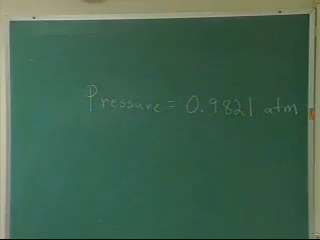 Pressure = 0.9821 atm